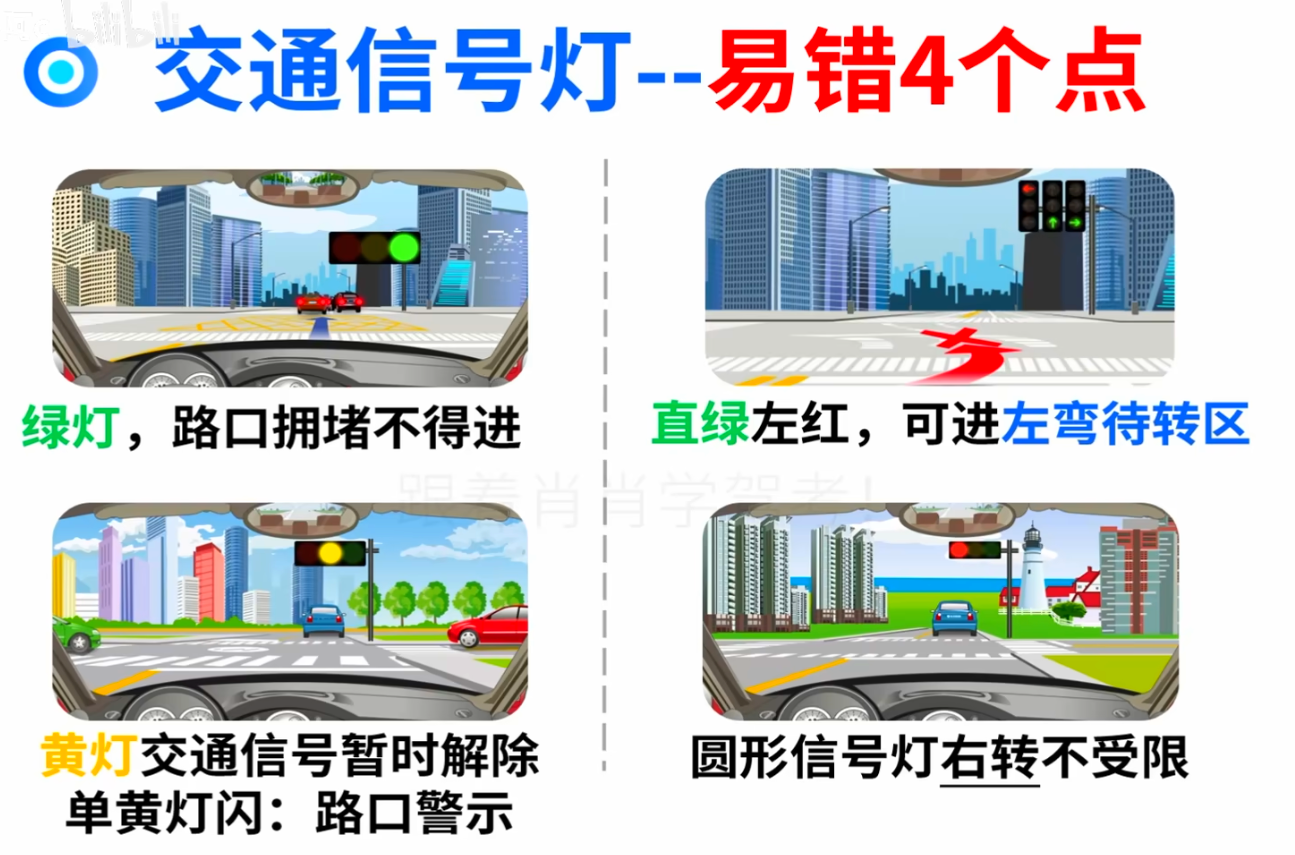 bilibili
交通信号灯--易错4个点
绿灯，路口拥堵不得进
直绿左红，可进左弯待转区
跟着肖肖学驾考!
黄灯交通信号暂时解除
单黄灯闪：路口警示
圆形信号灯右转不受限